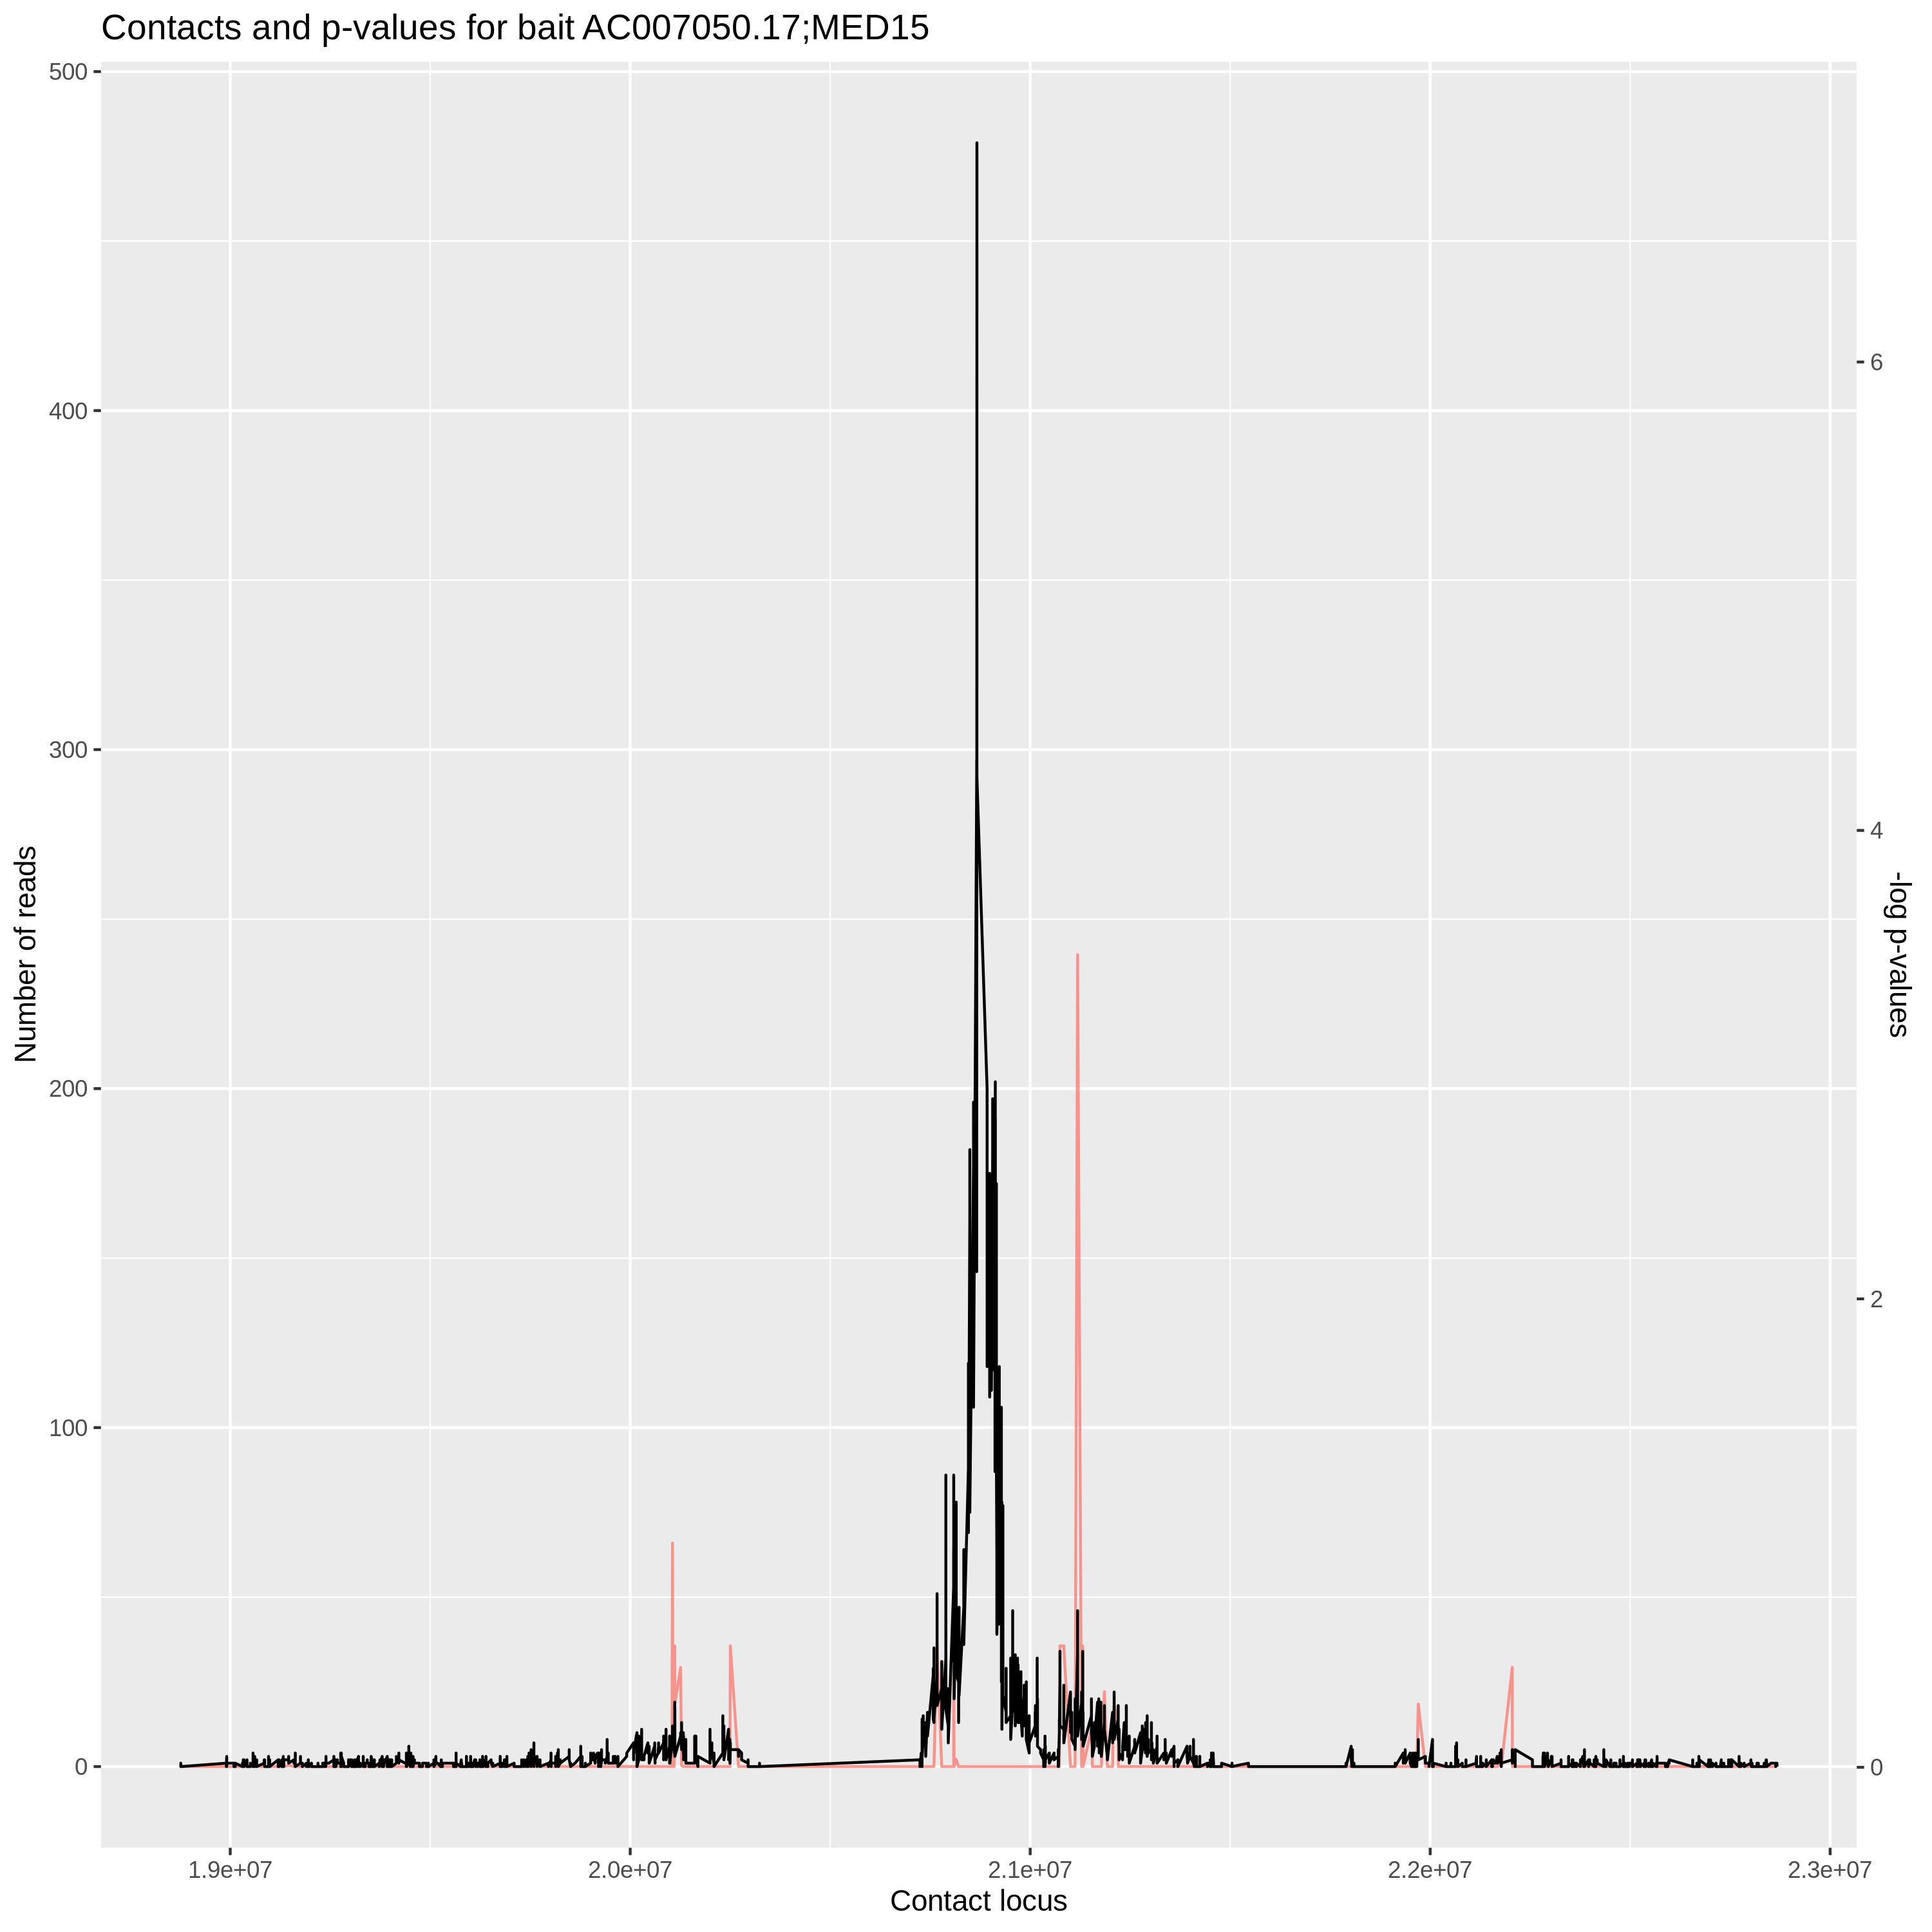 Contacts and p-values for bait AC007050.17;MED15
500
400
300
200
100
0
Number of reads
6
4
2
0
-log p-values
1.9e+07 2.0e+07 2.1e+07 2.2e+07 2.3e+07
Contact locus